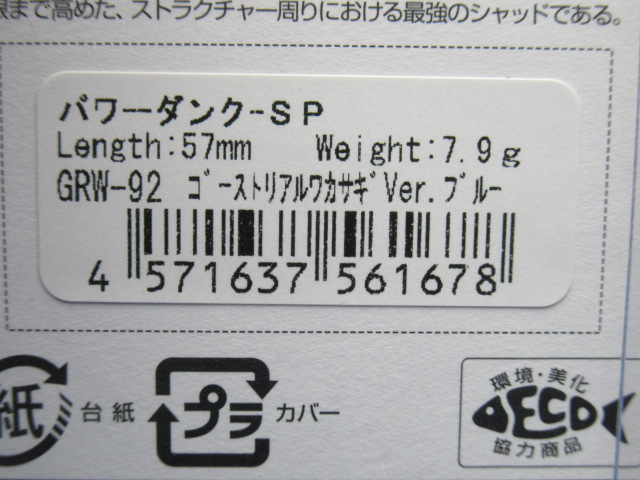 まで高めた、ストラクチャー周りにおける最強のシャッドである。
パワーダンク-SP
Length:57mm Weight:7.9g
GRW-92 ｺﾞｰｽﾄﾘｱﾙﾜｶｻｷﾞVer.ﾌﾞﾙｰ
4 571637 561678
紙 台紙 プラ カバー
環境・美化
ECO
協力商品